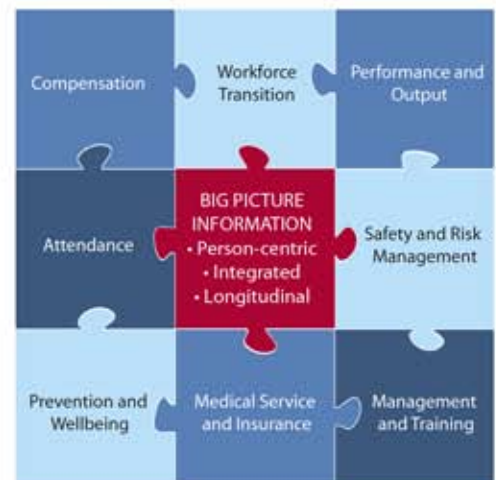 Compensation
Workforce
Transition
Performance and
Output
Attendance
BIG PICTURE
INFORMATION
• Person-centric
• Integrated
• Longitudinal
Safety and Risk
Management
Prevention and
Wellbeing
Medical Service
and Insurance
Management
and Training